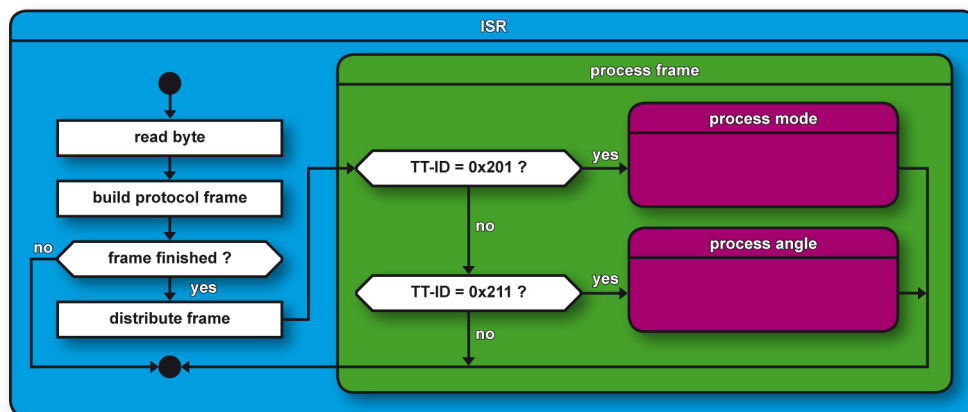 ISR
read byte
build protocol frame
no
frame finished ?
yes
distribute frame
process frame
TT-ID = 0x201 ?
yes
process mode
no
TT-ID = 0x211 ?
yes
process angle
no